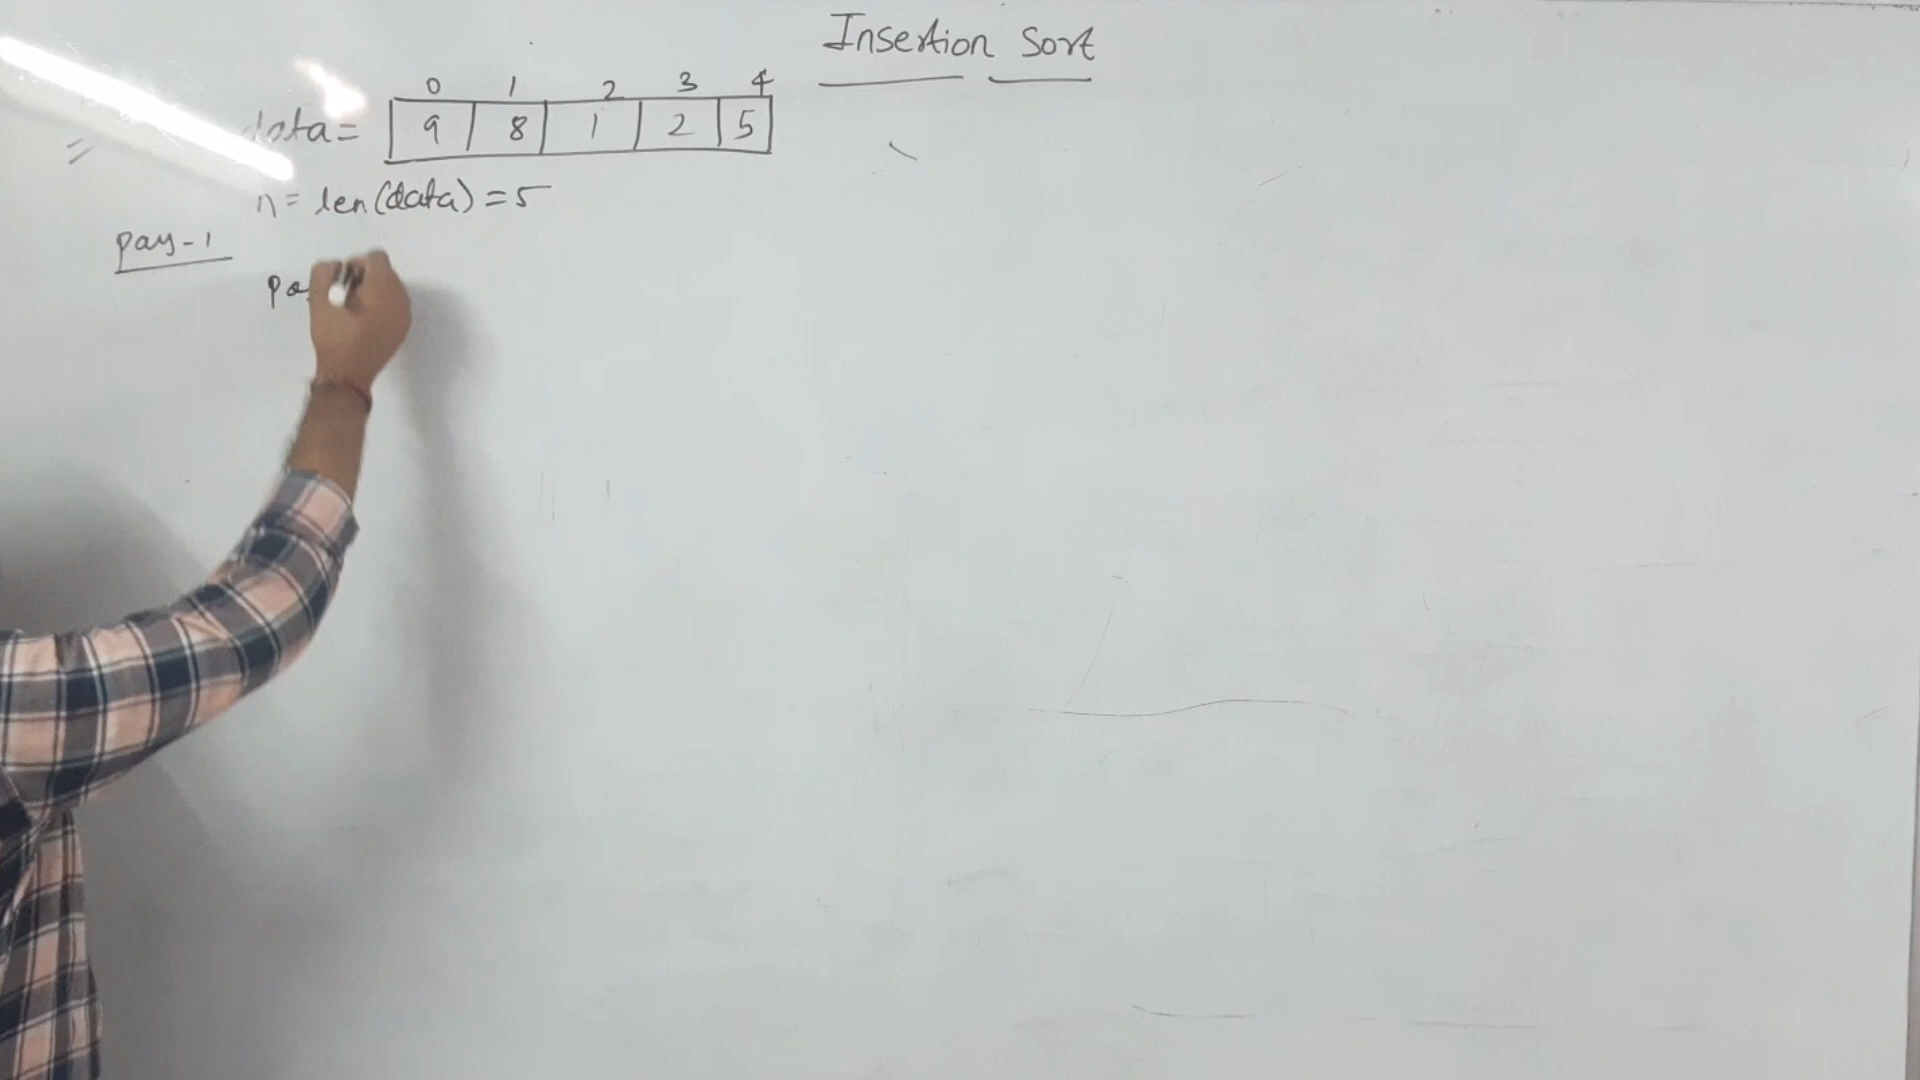 Insertion Sort
0 1 2 3 4
data = 9 8 1 2 5
n = len(data) = 5
pass-1